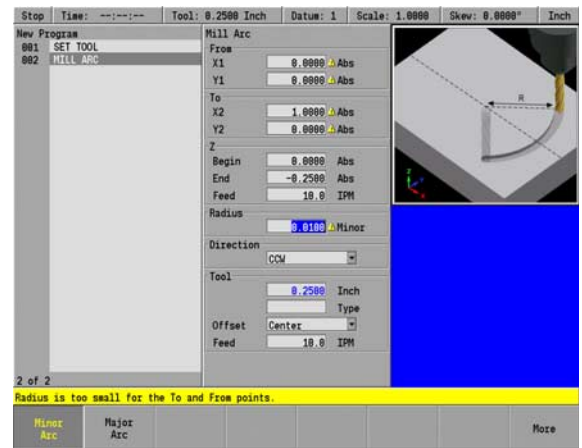 Stop Time: --:--:-- Tool: 0.2500 Inch Datum: 1 Scale: 1.0000 Skew: 0.0000° Inch
New Program
001 SET TOOL
002 MILL ARC
2 of 2
Mill Arc
From
X1 0.0000 Abs
Y1 0.0000 Abs
To
X2 1.0000 Abs
Y2 0.0000 Abs
Z
Begin 0.0000 Abs
End -0.2500 Abs
Feed 10.0 IPM
Radius
0.0100 Minor
Direction
CCW
Tool
0.2500 Inch
Type
Offset Center
Feed 10.0 IPM
R
Radius is too small for the To and From points.
Minor Arc
Major Arc
More